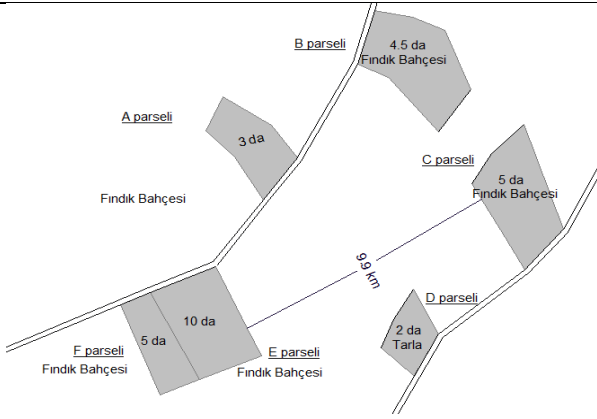 B parseli
4.5 da
Fındık Bahçesi
A parseli
3 da
Fındık Bahçesi
C parseli
5 da
Fındık Bahçesi
9.9 km
D parseli
2 da
Tarla
10 da
5 da
F parseli
Fındık Bahçesi
E parseli
Fındık Bahçesi